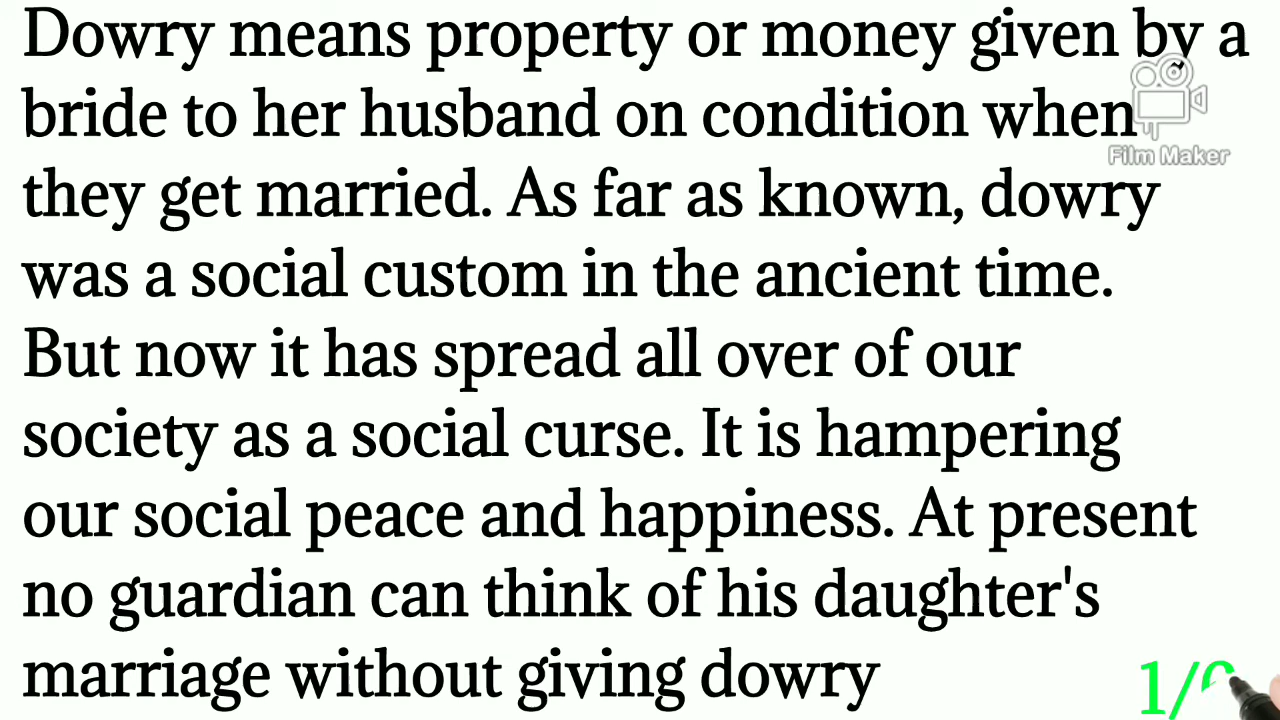 Dowry means property or money given by a
bride to her husband on condition when
Film Maker
they get married. As far as known, dowry
was a social custom in the ancient time.
But now it has spread all over of our
society as a social curse. It is hampering
our social peace and happiness. At present
no guardian can think of his daughter's
marriage without giving dowry
1/